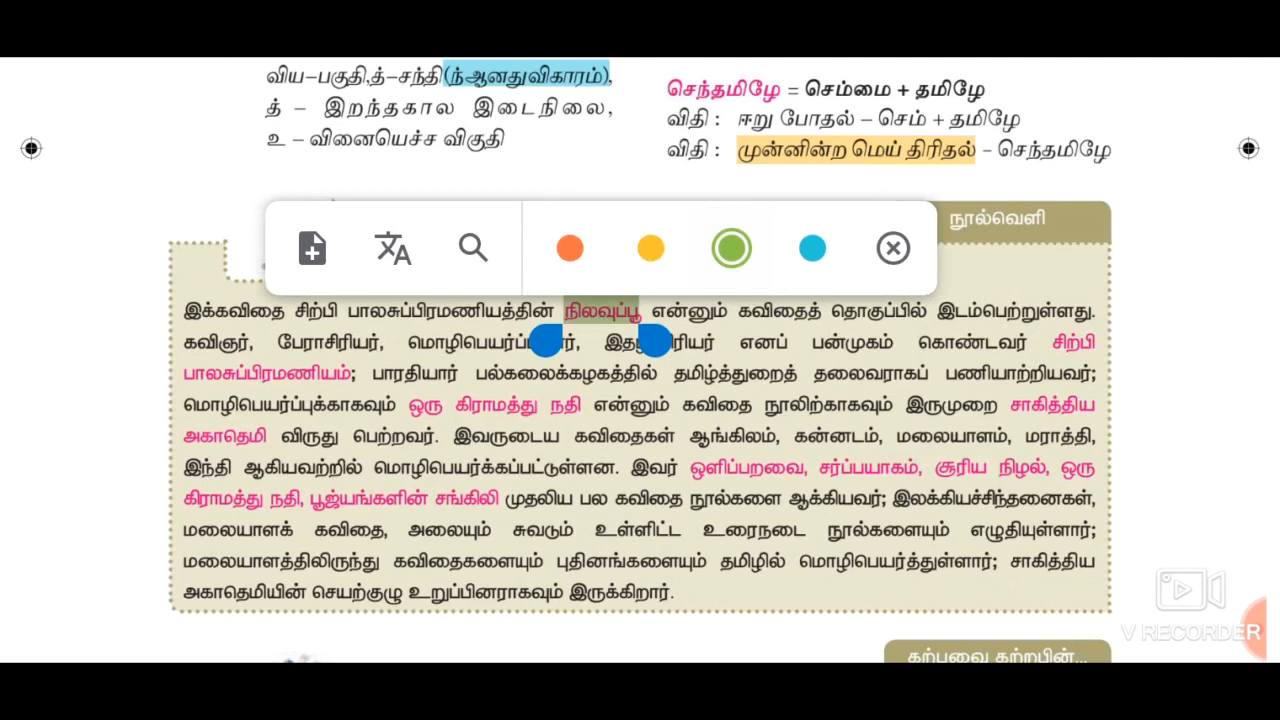 விய–பகுதி,த்–சந்தி(ந்ஆனதுவிகாரம்),
த் – இறந்தகால இடைநிலை,
உ – வினையெச்ச விகுதி
செந்தமிழே = செம்மை + தமிழே
விதி : ஈறு போதல் – செம் + தமிழே
விதி : முன்னின்ற மெய் திரிதல் – செந்தமிழே
நூல்வெளி
இக்கவிதை சிற்பி பாலசுப்பிரமணியத்தின் நிலவுப்பூ என்னும் கவிதைத் தொகுப்பில் இடம்பெற்றுள்ளது.
கவிஞர், பேராசிரியர், எனப் பன்முகம் கொண்டவர் சிற்பி
பாலசுப்பிரமணியம்; பாரதியார் பல்கலைக்கழகத்தில் தமிழ்த்துறைத் தலைவராகப் பணியாற்றியவர்;
மொழிபெயர்ப்புக்காகவும் ஒரு கிராமத்து நதி என்னும் கவிதை நூலிற்காகவும் இருமுறை சாகித்திய
அகாதெமி விருது பெற்றவர். இவருடைய கவிதைகள் ஆங்கிலம், கன்னடம், மலையாளம், மராத்தி,
இந்தி ஆகியவற்றில் மொழிபெயர்க்கப்பட்டுள்ளன. இவர் ஒளிப்பறவை, சர்ப்பயாகம், சூரிய நிழல், ஒரு
கிராமத்து நதி, பூஜ்யங்களின் சங்கிலி முதலிய பல கவிதை நூல்களை ஆக்கியவர்; இலக்கியச்சிந்தனைகள்,
மலையாளக் கவிதை, அலையும் சுவடும் உள்ளிட்ட உரைநடை நூல்களையும் எழுதியுள்ளார்;
மலையாளத்திலிருந்து கவிதைகளையும் புதினங்களையும் தமிழில் மொழிபெயர்த்துள்ளார்; சாகித்திய
அகாதெமியின் செயற்குழு உறுப்பினராகவும் இருக்கிறார்.
V RECORDER
கற்பவை கற்றபின்...